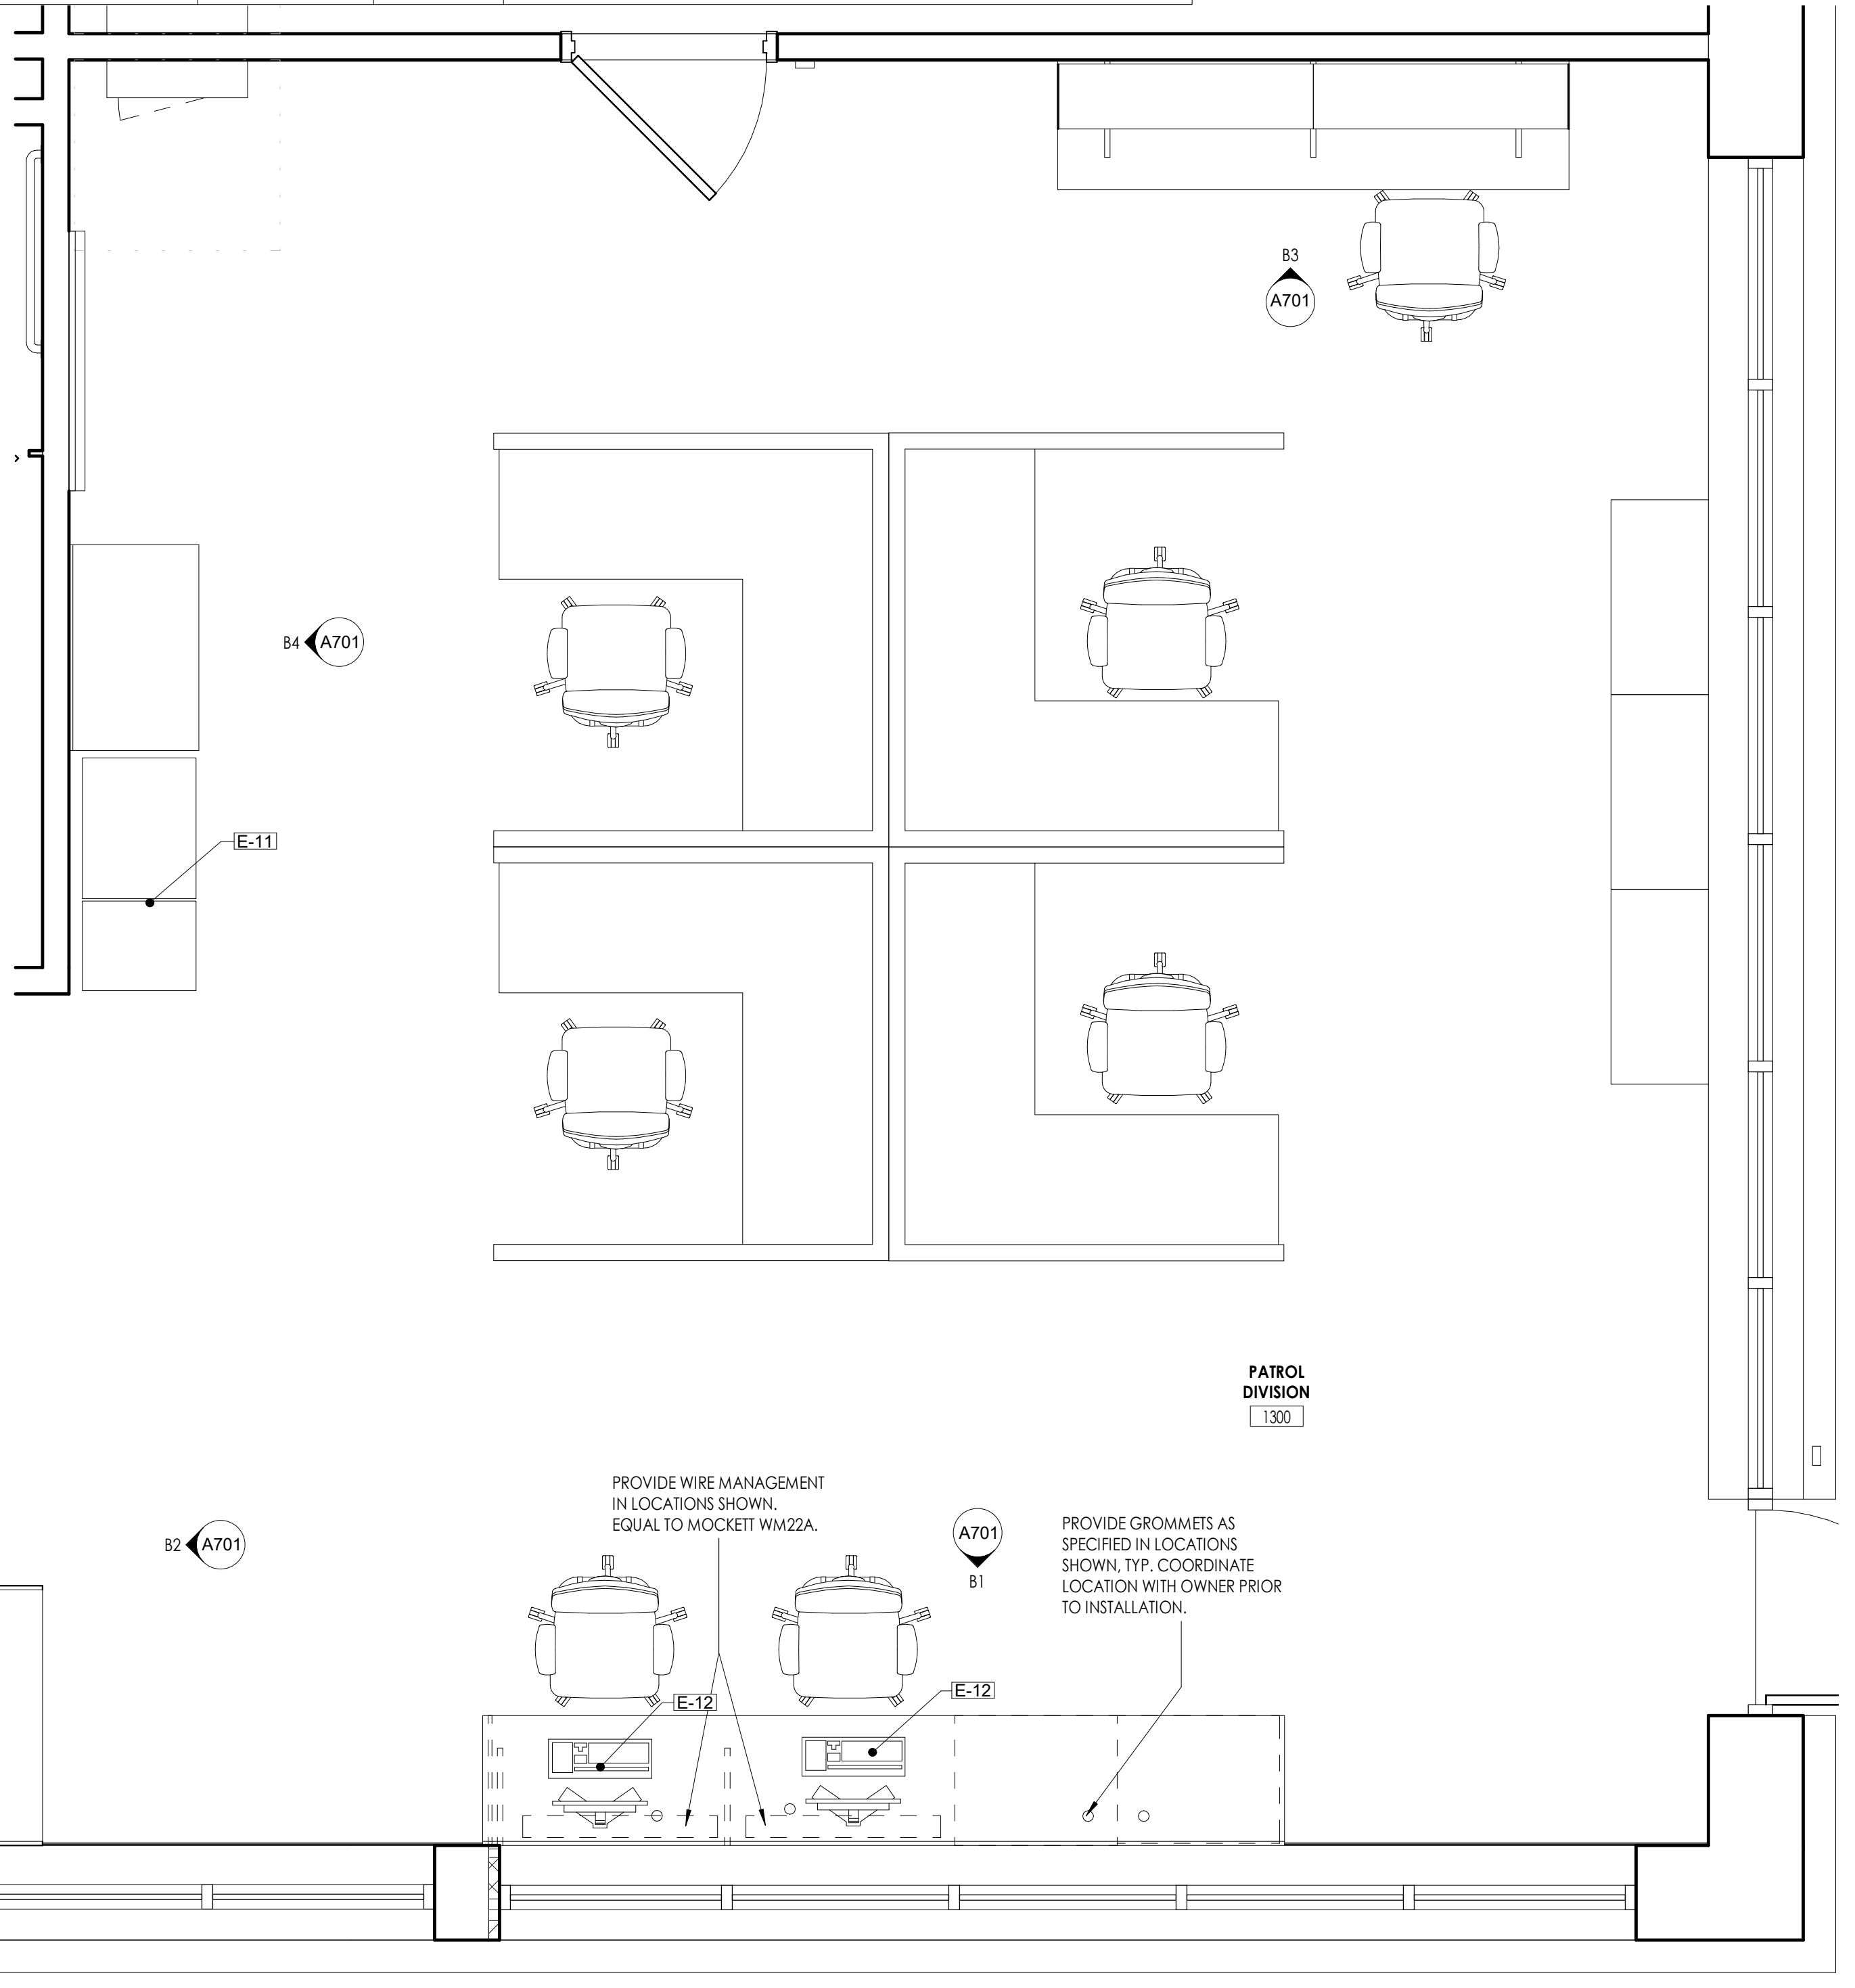 B3
A701
B4
A701
E-11
PATROL
DIVISION
1300
PROVIDE WIRE MANAGEMENT
IN LOCATIONS SHOWN.
EQUAL TO MOCKETT WM22A.
A701
B1
PROVIDE GROMMETS AS
SPECIFIED IN LOCATIONS
SHOWN, TYP. COORDINATE
LOCATION WITH OWNER PRIOR
TO INSTALLATION.
B2
A701
E-12
E-12